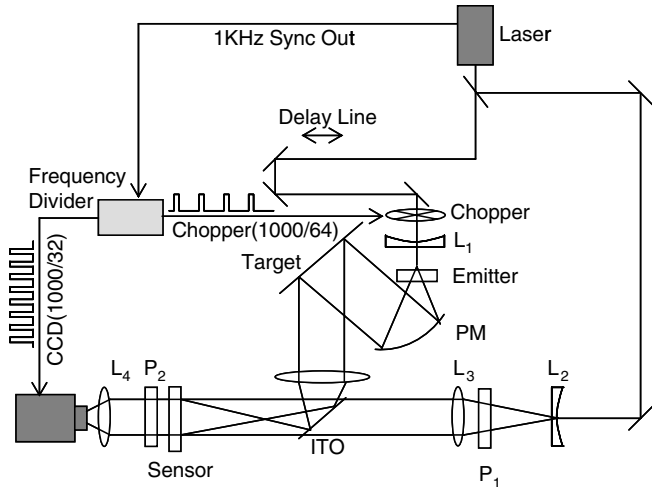 Laser
1KHz Sync Out
Delay Line
Frequency
Divider
Chopper
Chopper(1000/64)
L1
Target
Emitter
CCD(1000/32)
PM
L4
P2
L3
L2
ITO
Sensor
P1